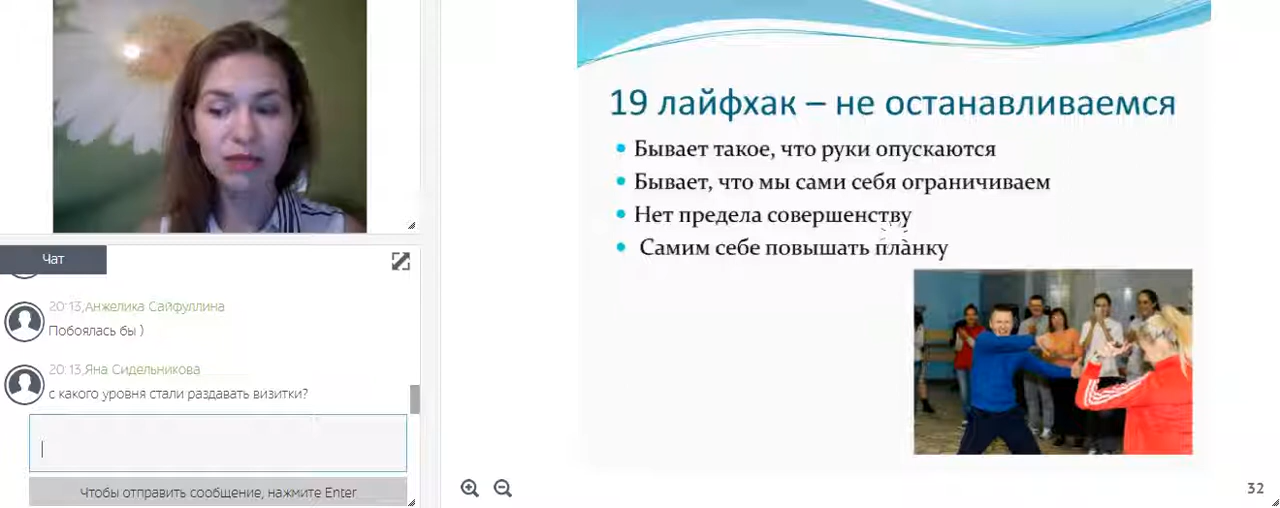 19 лайфхак – не останавливаемся
Бывает такое, что руки опускаются
Бывает, что мы сами себя ограничиваем
Нет предела совершенству
Самим себе повышать планку
Чат
20:13,Анжелика Сайфуллина
Побоялась бы )
20:13,Яна Сидельникова
с какого уровня стали раздавать визитки?
Чтобы отправить сообщение, нажмите Enter
32